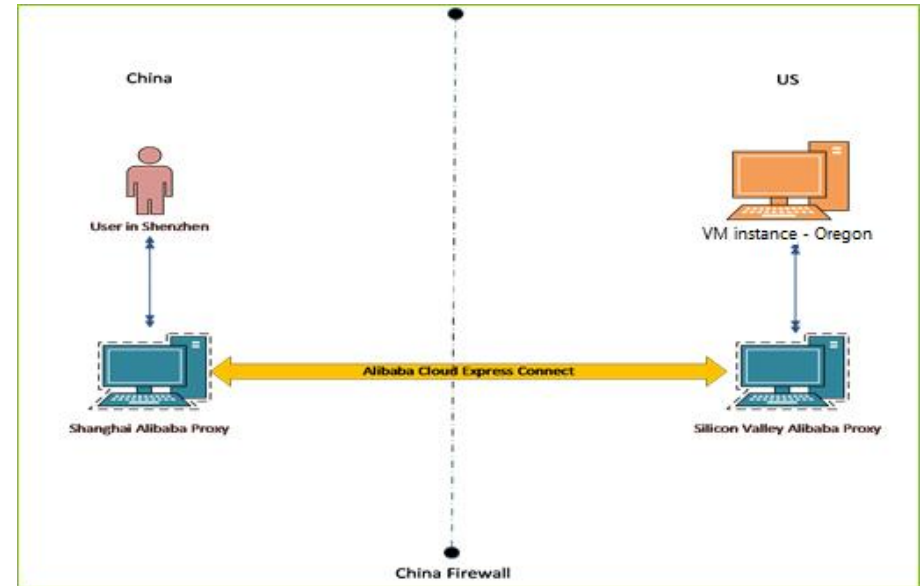 China
US
User in Shenzhen
VM instance - Oregon
Alibaba Cloud Express Connect
Shanghai Alibaba Proxy
Silicon Valley Alibaba Proxy
China Firewall